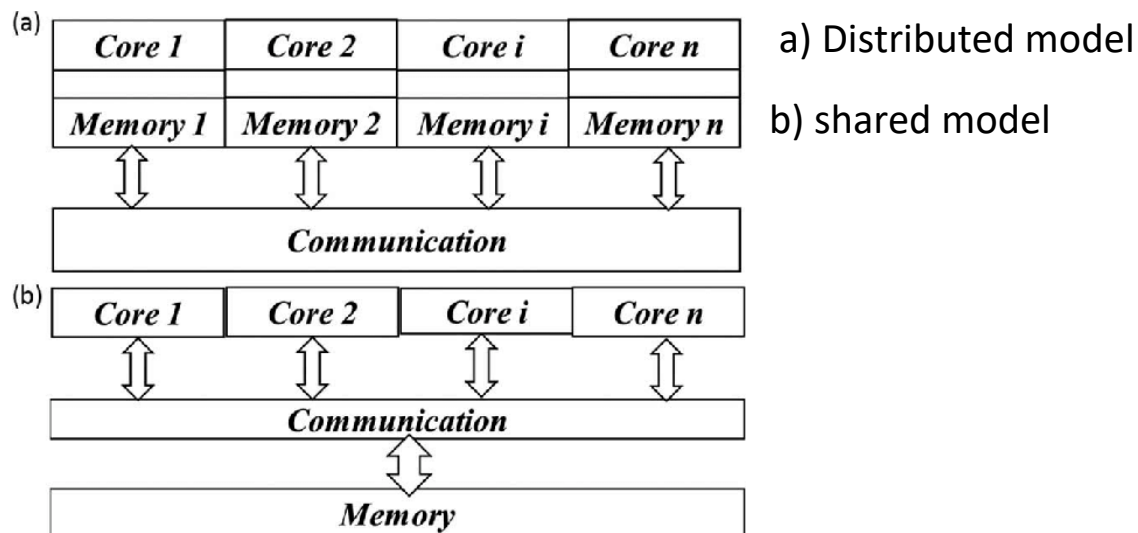 (a)
Core 1 Core 2 Core i Core n
a) Distributed model
Memory 1 Memory 2 Memory i Memory n
b) shared model
Communication
(b)
Core 1 Core 2 Core i Core n
Communication
Memory